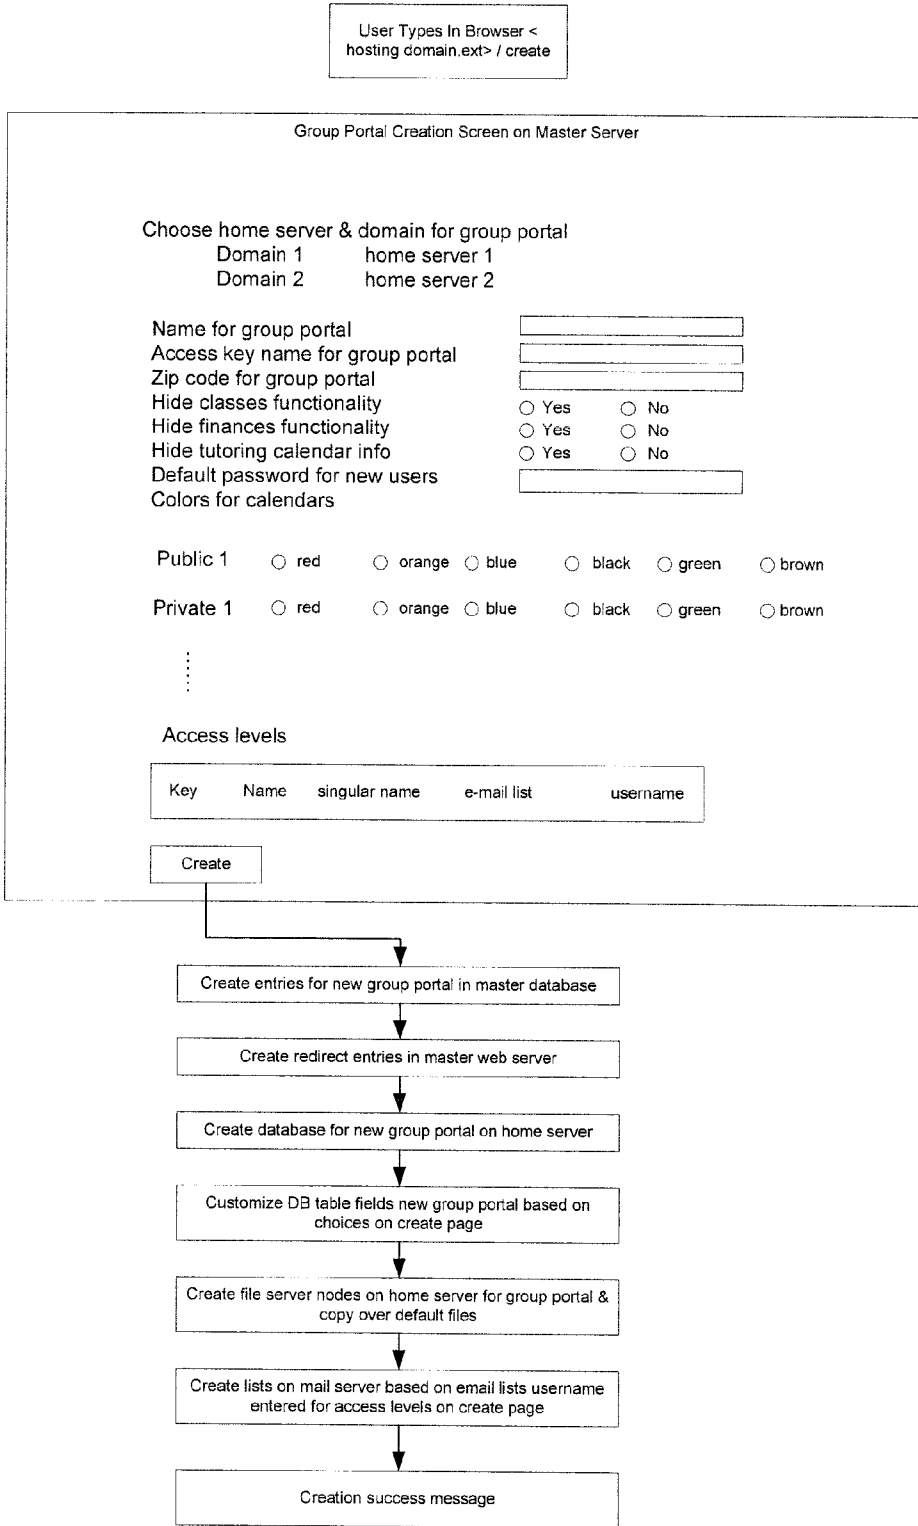 User Types In Browser <
hosting domain.ext> / create
Group Portal Creation Screen on Master Server
Choose home server & domain for group portal
Domain 1 home server 1
Domain 2 home server 2
Name for group portal
Access key name for group portal
Zip code for group portal
Hide classes functionality Yes No
Hide finances functionality Yes No
Hide tutoring calendar info Yes No
Default password for new users
Colors for calendars
Public 1 red orange blue black green brown
Private 1 red orange blue black green brown
Access levels
Key Name singular name e-mail list username
Create
Create entries for new group portal in master database
Create redirect entries in master web server
Create database for new group portal on home server
Customize DB table fields new group portal based on
choices on create page
Create file server nodes on home server for group portal &
copy over default files
Create lists on mail server based on email lists username
entered for access levels on create page
Creation success message